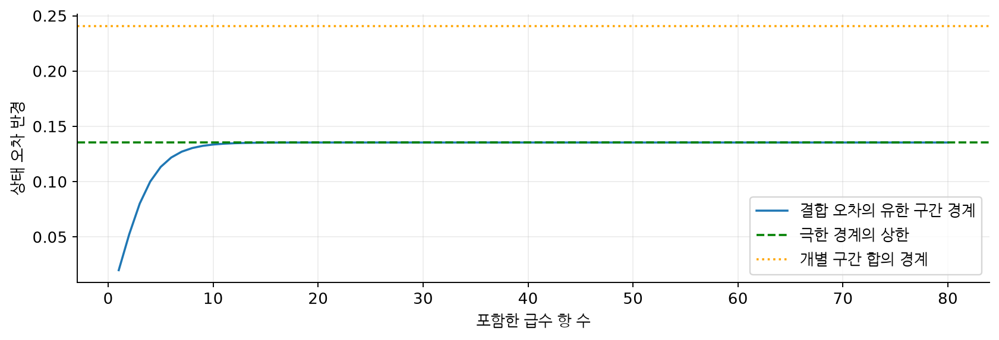 0.25
0.20
0.15
0.10
0.05
상태 오차 반경
결합 오차의 유한 구간 경계
극한 경계의 상한
개별 구간 합의 경계
0 10 20 30 40 50 60 70 80
포함한 급수 항 수